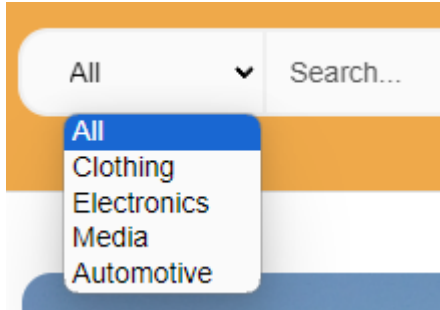 All Search...
All
Clothing
Electronics
Media
Automotive